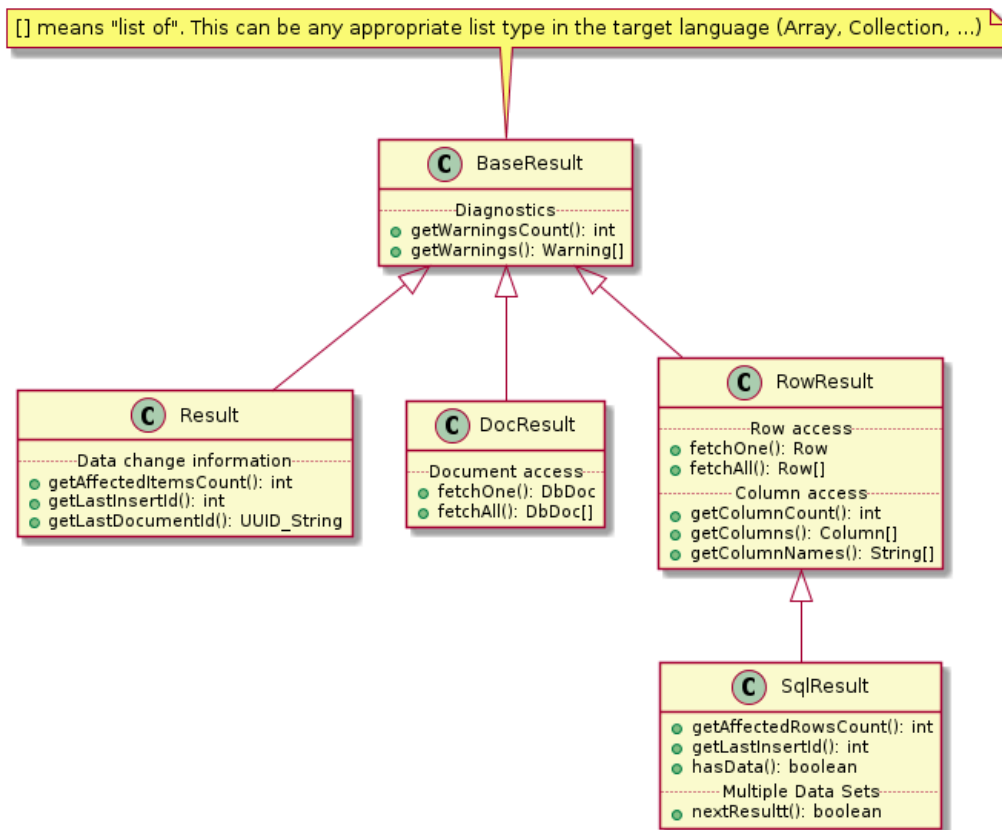 [] means "list of". This can be any appropriate list type in the target language (Array, Collection, ...)
C BaseResult
Diagnostics
getWarningsCount(): int
getWarnings(): Warning[]
C Result
Data change information
getAffectedItemsCount(): int
getLastInsertId(): int
getLastDocumentId(): UUID_String
C DocResult
Document access
fetchOne(): DbDoc
fetchAll(): DbDoc[]
C RowResult
Row access
fetchOne(): Row
fetchAll(): Row[]
Column access
getColumnCount(): int
getColumns(): Column[]
getColumnNames(): String[]
C SqlResult
getAffectedRowsCount(): int
getLastInsertId(): int
hasData(): boolean
Multiple Data Sets
nextResultt(): boolean